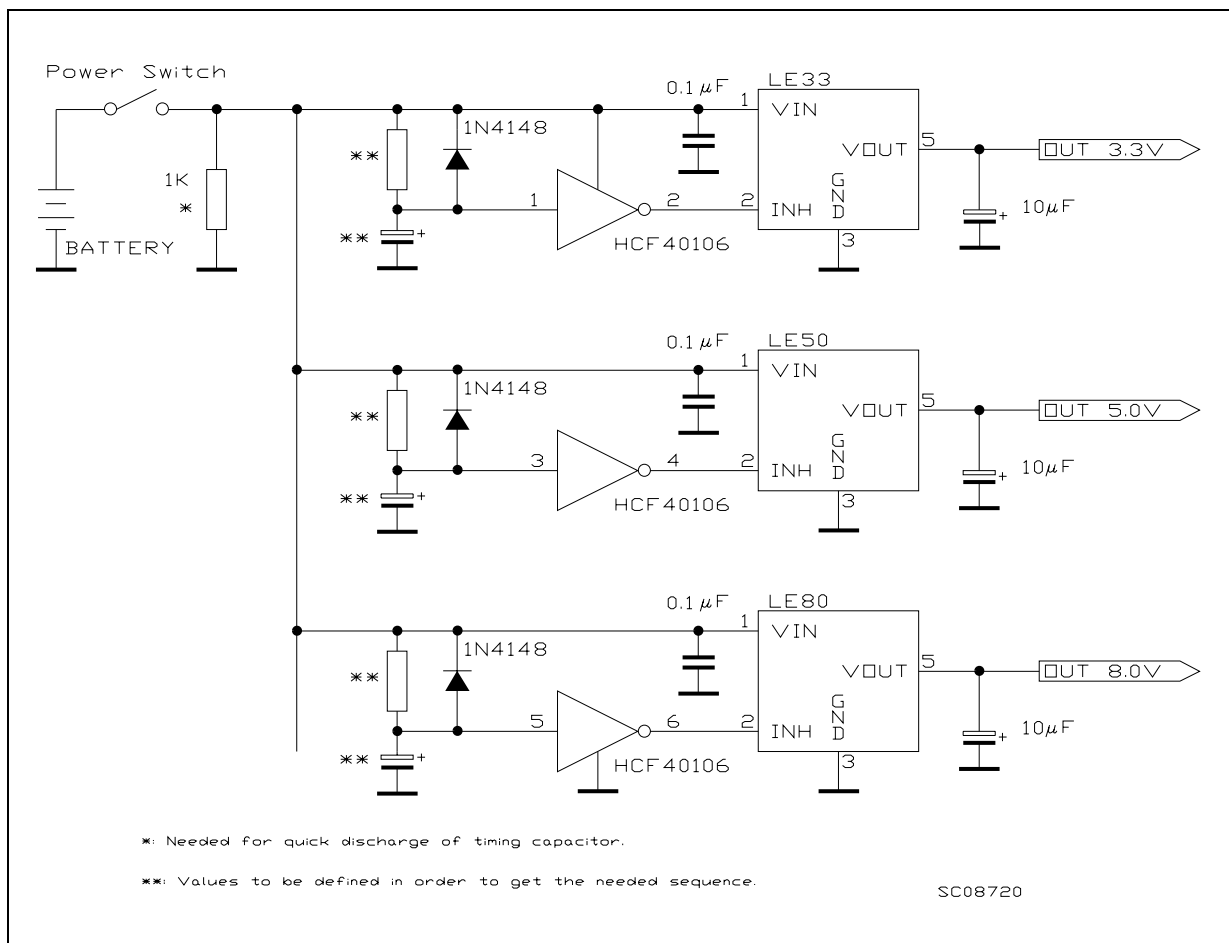 Power Switch
1K
*
BATTERY
**
**
1N4148
1
2
HCF40106
0.1 µF
LE33
1
VIN
2
INH
GND
3
VOUT
5
10µF
+
+
OUT 3.3V
**
**
1N4148
3
4
HCF40106
0.1 µF
LE50
1
VIN
2
INH
GND
3
VOUT
5
10µF
+
+
OUT 5.0V
**
**
1N4148
5
6
HCF40106
0.1 µF
LE80
1
VIN
2
INH
GND
3
VOUT
5
10µF
+
+
OUT 8.0V
*: Needed for quick discharge of timing capacitor.
**: Values to be defined in order to get the needed sequence.
SC08720